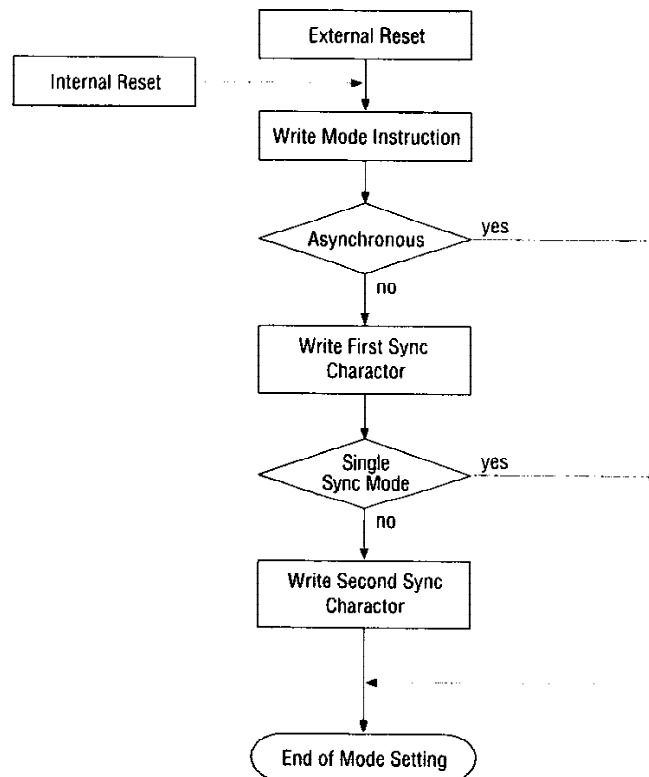 External Reset
Internal Reset
Write Mode Instruction
Asynchronous
yes
no
Write First Sync
Charactor
Single
Sync Mode
yes
no
Write Second Sync
Charactor
End of Mode Setting